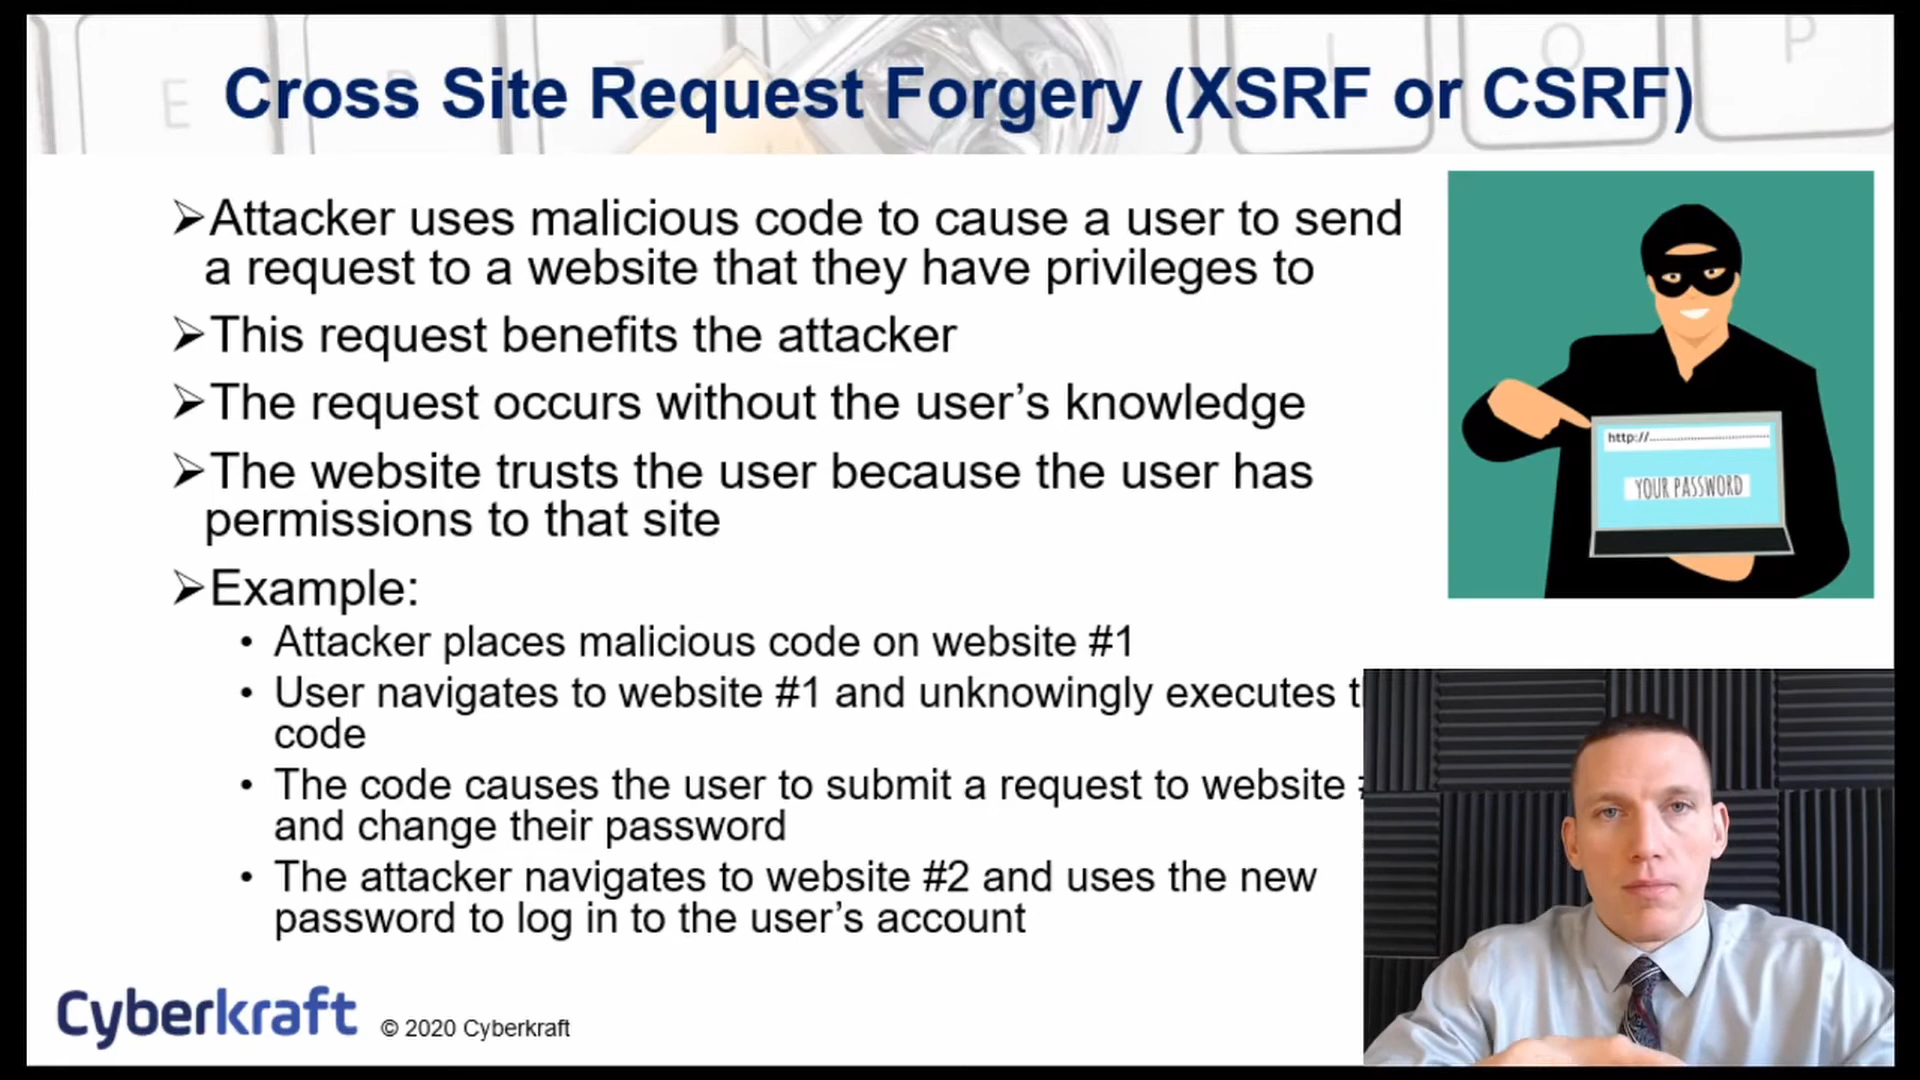 Cross Site Request Forgery (XSRF or CSRF)
➢Attacker uses malicious code to cause a user to send
a request to a website that they have privileges to
➢This request benefits the attacker
➢The request occurs without the user’s knowledge
➢The website trusts the user because the user has
permissions to that site
➢Example:
• Attacker places malicious code on website #1
• User navigates to website #1 and unknowingly executes
code
• The code causes the user to submit a request to website
and change their password
• The attacker navigates to website #2 and uses the new
password to log in to the user’s account
http://
YOUR PASSWORD
Cyberkraft © 2020 Cyberkraft